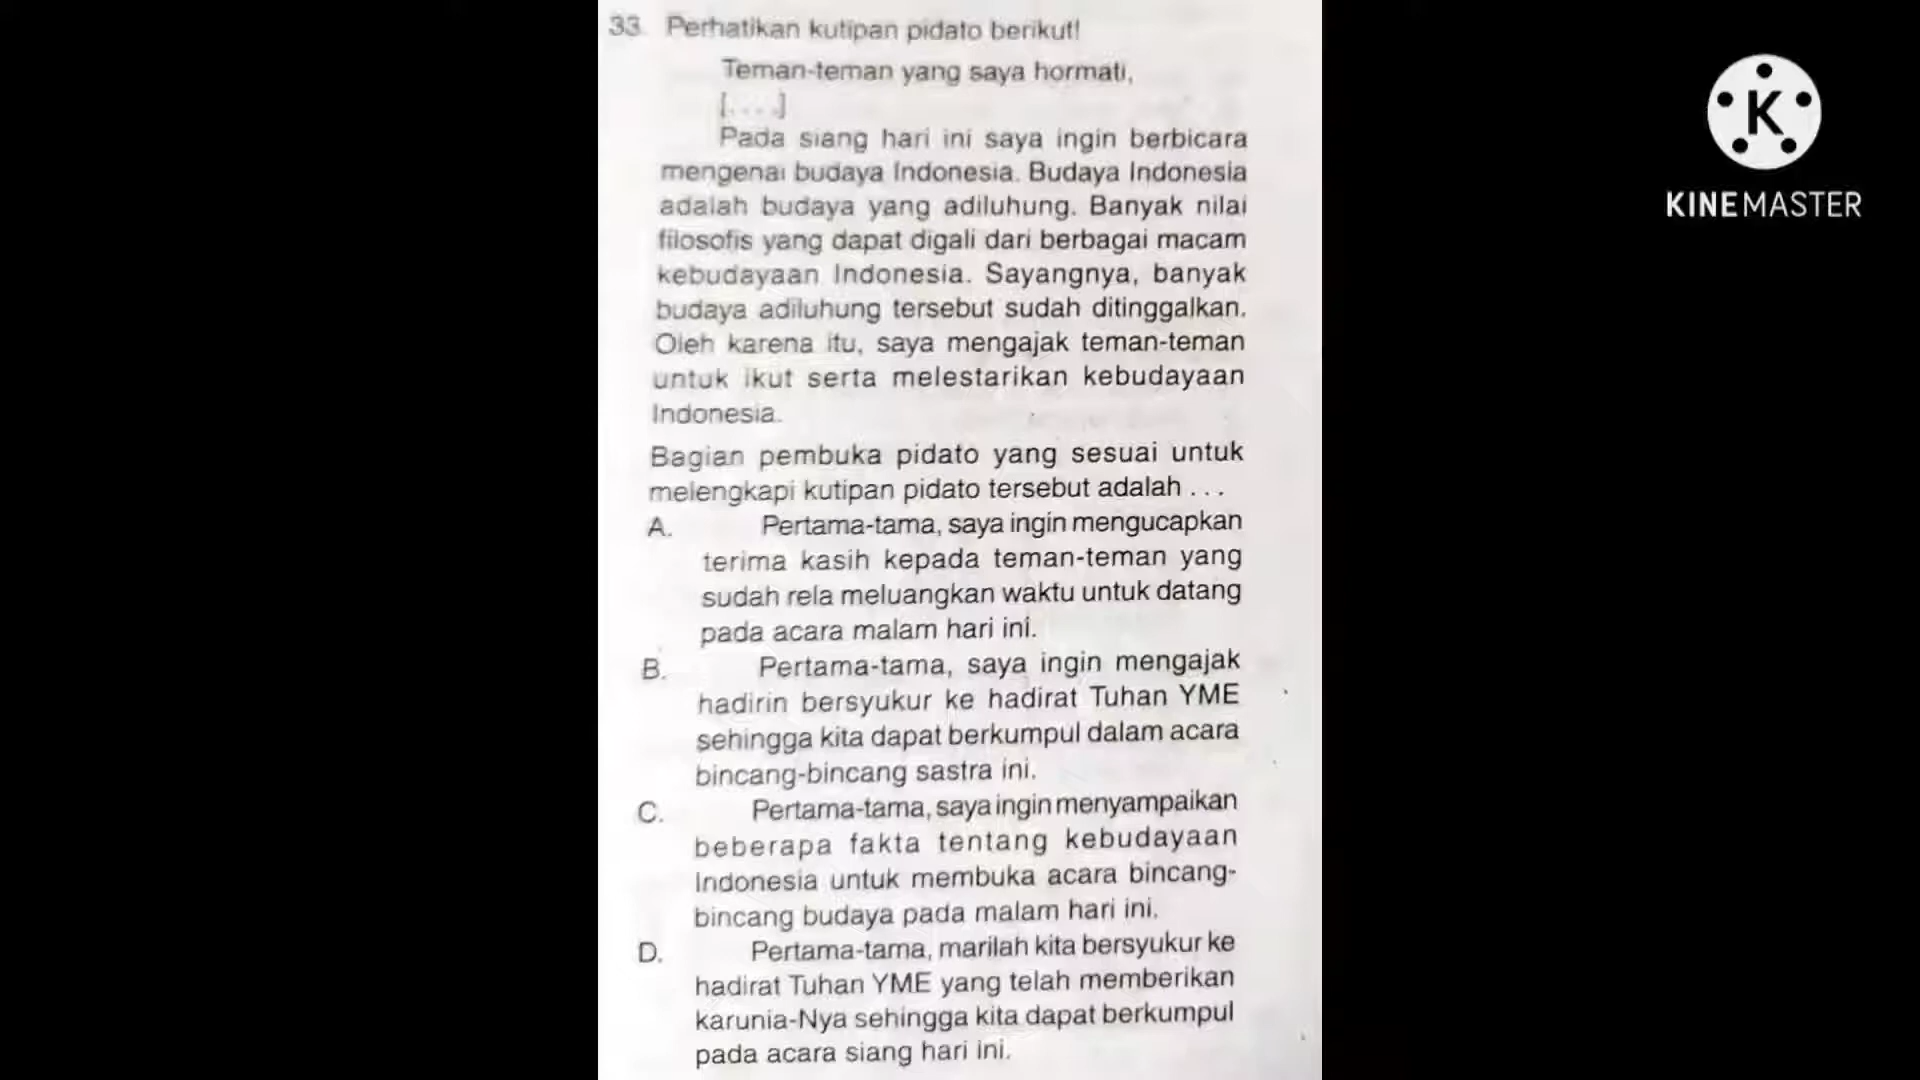 33. Perhatikan kutipan pidato berikut!
Teman-teman yang saya hormati,
[. . . .]
Pada siang hari ini saya ingin berbicara
mengenai budaya Indonesia. Budaya Indonesia
adalah budaya yang adiluhung. Banyak nilai
filosofis yang dapat digali dari berbagai macam
kebudayaan Indonesia. Sayangnya, banyak
budaya adiluhung tersebut sudah ditinggalkan.
Oleh karena itu, saya mengajak teman-teman
untuk ikut serta melestarikan kebudayaan
Indonesia.
Bagian pembuka pidato yang sesuai untuk
melengkapi kutipan pidato tersebut adalah . . .
A. Pertama-tama, saya ingin mengucapkan
terima kasih kepada teman-teman yang
sudah rela meluangkan waktu untuk datang
pada acara malam hari ini.
B. Pertama-tama, saya ingin mengajak
hadirin bersyukur ke hadirat Tuhan YME
sehingga kita dapat berkumpul dalam acara
bincang-bincang sastra ini.
C. Pertama-tama, saya ingin menyampaikan
beberapa fakta tentang kebudayaan
Indonesia untuk membuka acara bincang-
bincang budaya pada malam hari ini.
D. Pertama-tama, marilah kita bersyukur ke
hadirat Tuhan YME yang telah memberikan
karunia-Nya sehingga kita dapat berkumpul
pada acara siang hari ini.
K
KINEMASTER